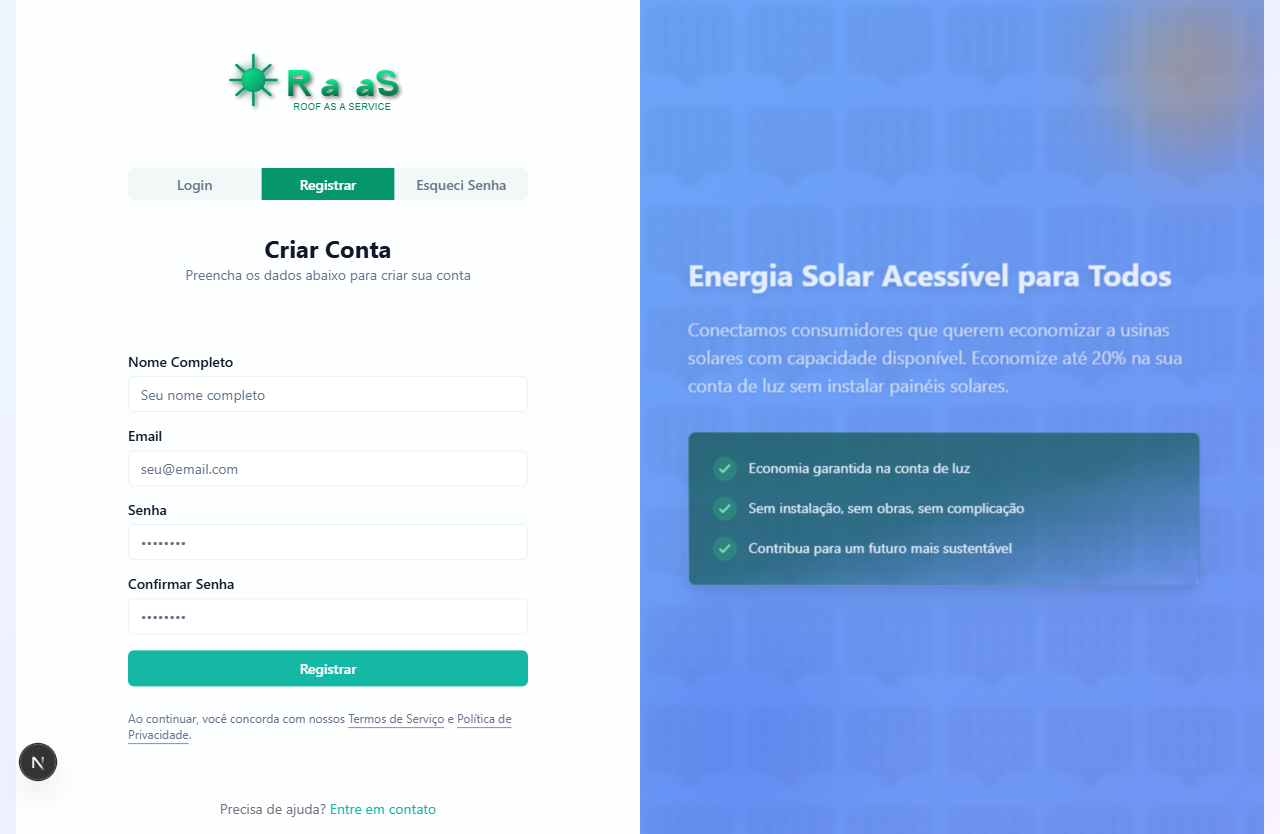 RaaS
ROOF AS A SERVICE
Login
Registrar
Esqueci Senha
Criar Conta
Preencha os dados abaixo para criar sua conta
Nome Completo
Seu nome completo
Email
seu@email.com
Senha
••••••••
Confirmar Senha
••••••••
Registrar
Ao continuar, você concorda com nossos Termos de Serviço e Política de
Privacidade.
N
Precisa de ajuda? Entre em contato
Energia Solar Acessível para Todos
Conectamos consumidores que querem economizar a usinas
solares com capacidade disponível. Economize até 20% na sua
conta de luz sem instalar painéis solares.
Economia garantida na conta de luz
Sem instalação, sem obras, sem complicação
Contribua para um futuro mais sustentável